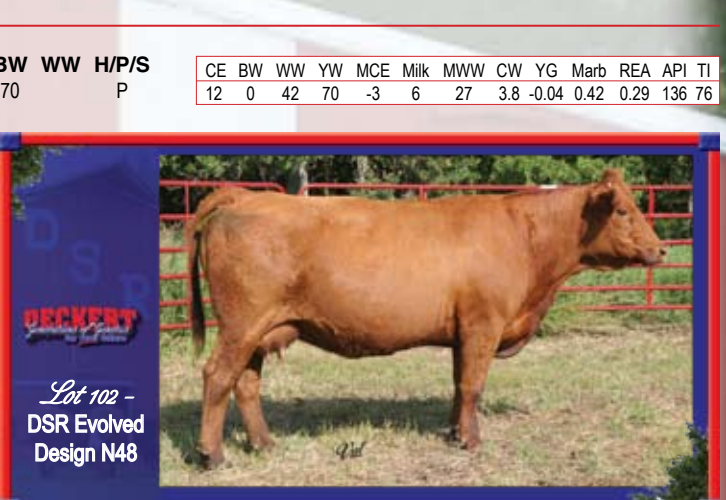 BW WW H/P/S
70 P
CE BW WW YW MCE Milk MWW CW YG Marb REA API TI
12 0 42 70 -3 6 27 3.8 -0.04 0.42 0.29 136 76
D
S
R
DECKERT
Lot 102 –
DSR Evolved
Design N48